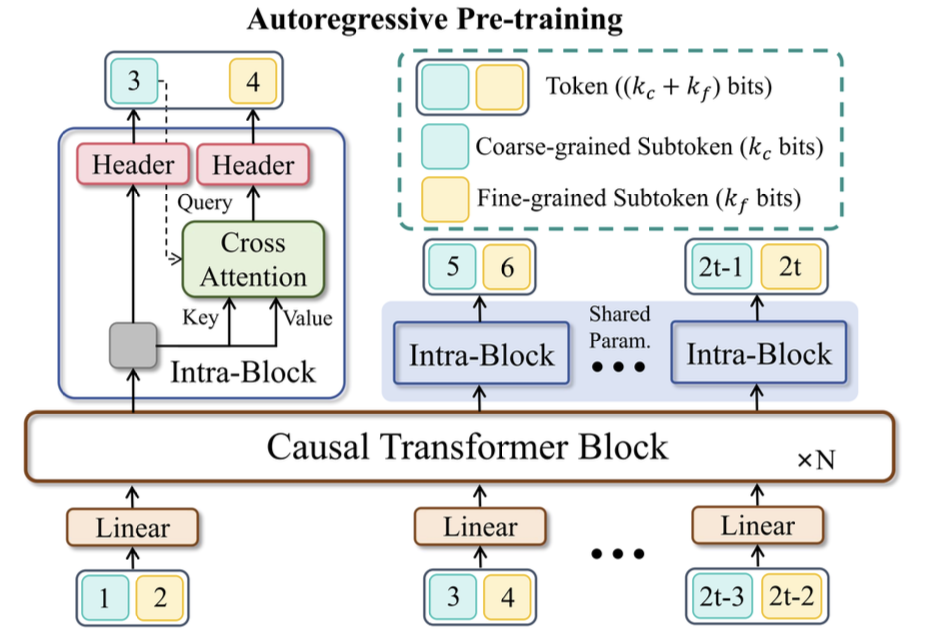 Autoregressive Pre-training
3 4
Header Header
Query
Cross
Attention
Key Value
Intra-Block
Token ((k_c + k_f) bits)
Coarse-grained Subtoken (k_c bits)
Fine-grained Subtoken (k_f bits)
5 6
2t-1 2t
Intra-Block
Shared
Param.
•••
Intra-Block
Causal Transformer Block
×N
Linear Linear ••• Linear
1 2
3 4
2t-3 2t-2